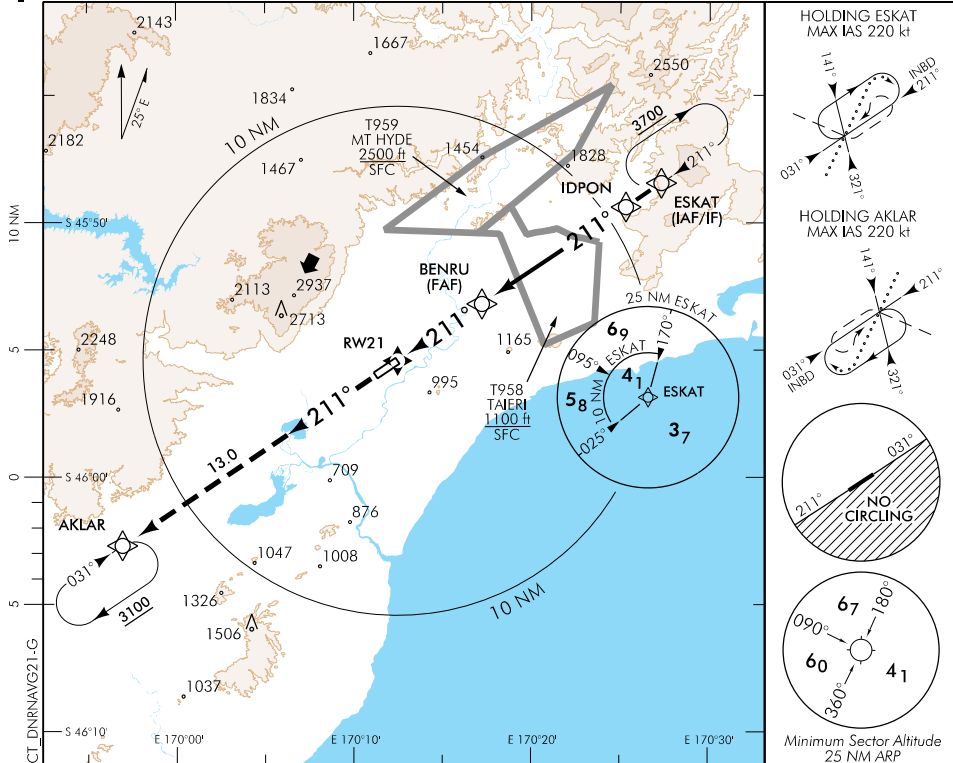 2143
1667
2550
25° E
1834
10 NM
T959
MT HYDE
2500 ft
SFC
1454
3700
2182
1467
1828
211°
IDPON
ESKAT
(IAF/IF)
10 NM
S 45°50'
211°
BENRU
(FAF)
2113
2937
2713
25 NM ESKAT
211°
RW21
2248
5
1165
69
170°
095°
ESKAT
41
995
T958
TAIERI
1100 ft
SFC
58
10 NM
ESKAT
025°
37
1916
211°
13.0
0
S 46°00'
709
AKLAR
876
031°
1047
1008
3100
5
1326
10 NM
1506
1037
CT_DNRNAVG21-G
S 46°10'
E 170°00'
E 170°10'
E 170°20'
E 170°30'
HOLDING ESKAT
MAX IAS 220 kt
141°
INBD
211°
031°
321°
HOLDING AKLAR
MAX IAS 220 kt
141°
211°
031°
INBD
321°
031°
211°
NO
CIRCLING
67
180°
090°
60
41
360°
Minimum Sector Altitude
25 NM ARP